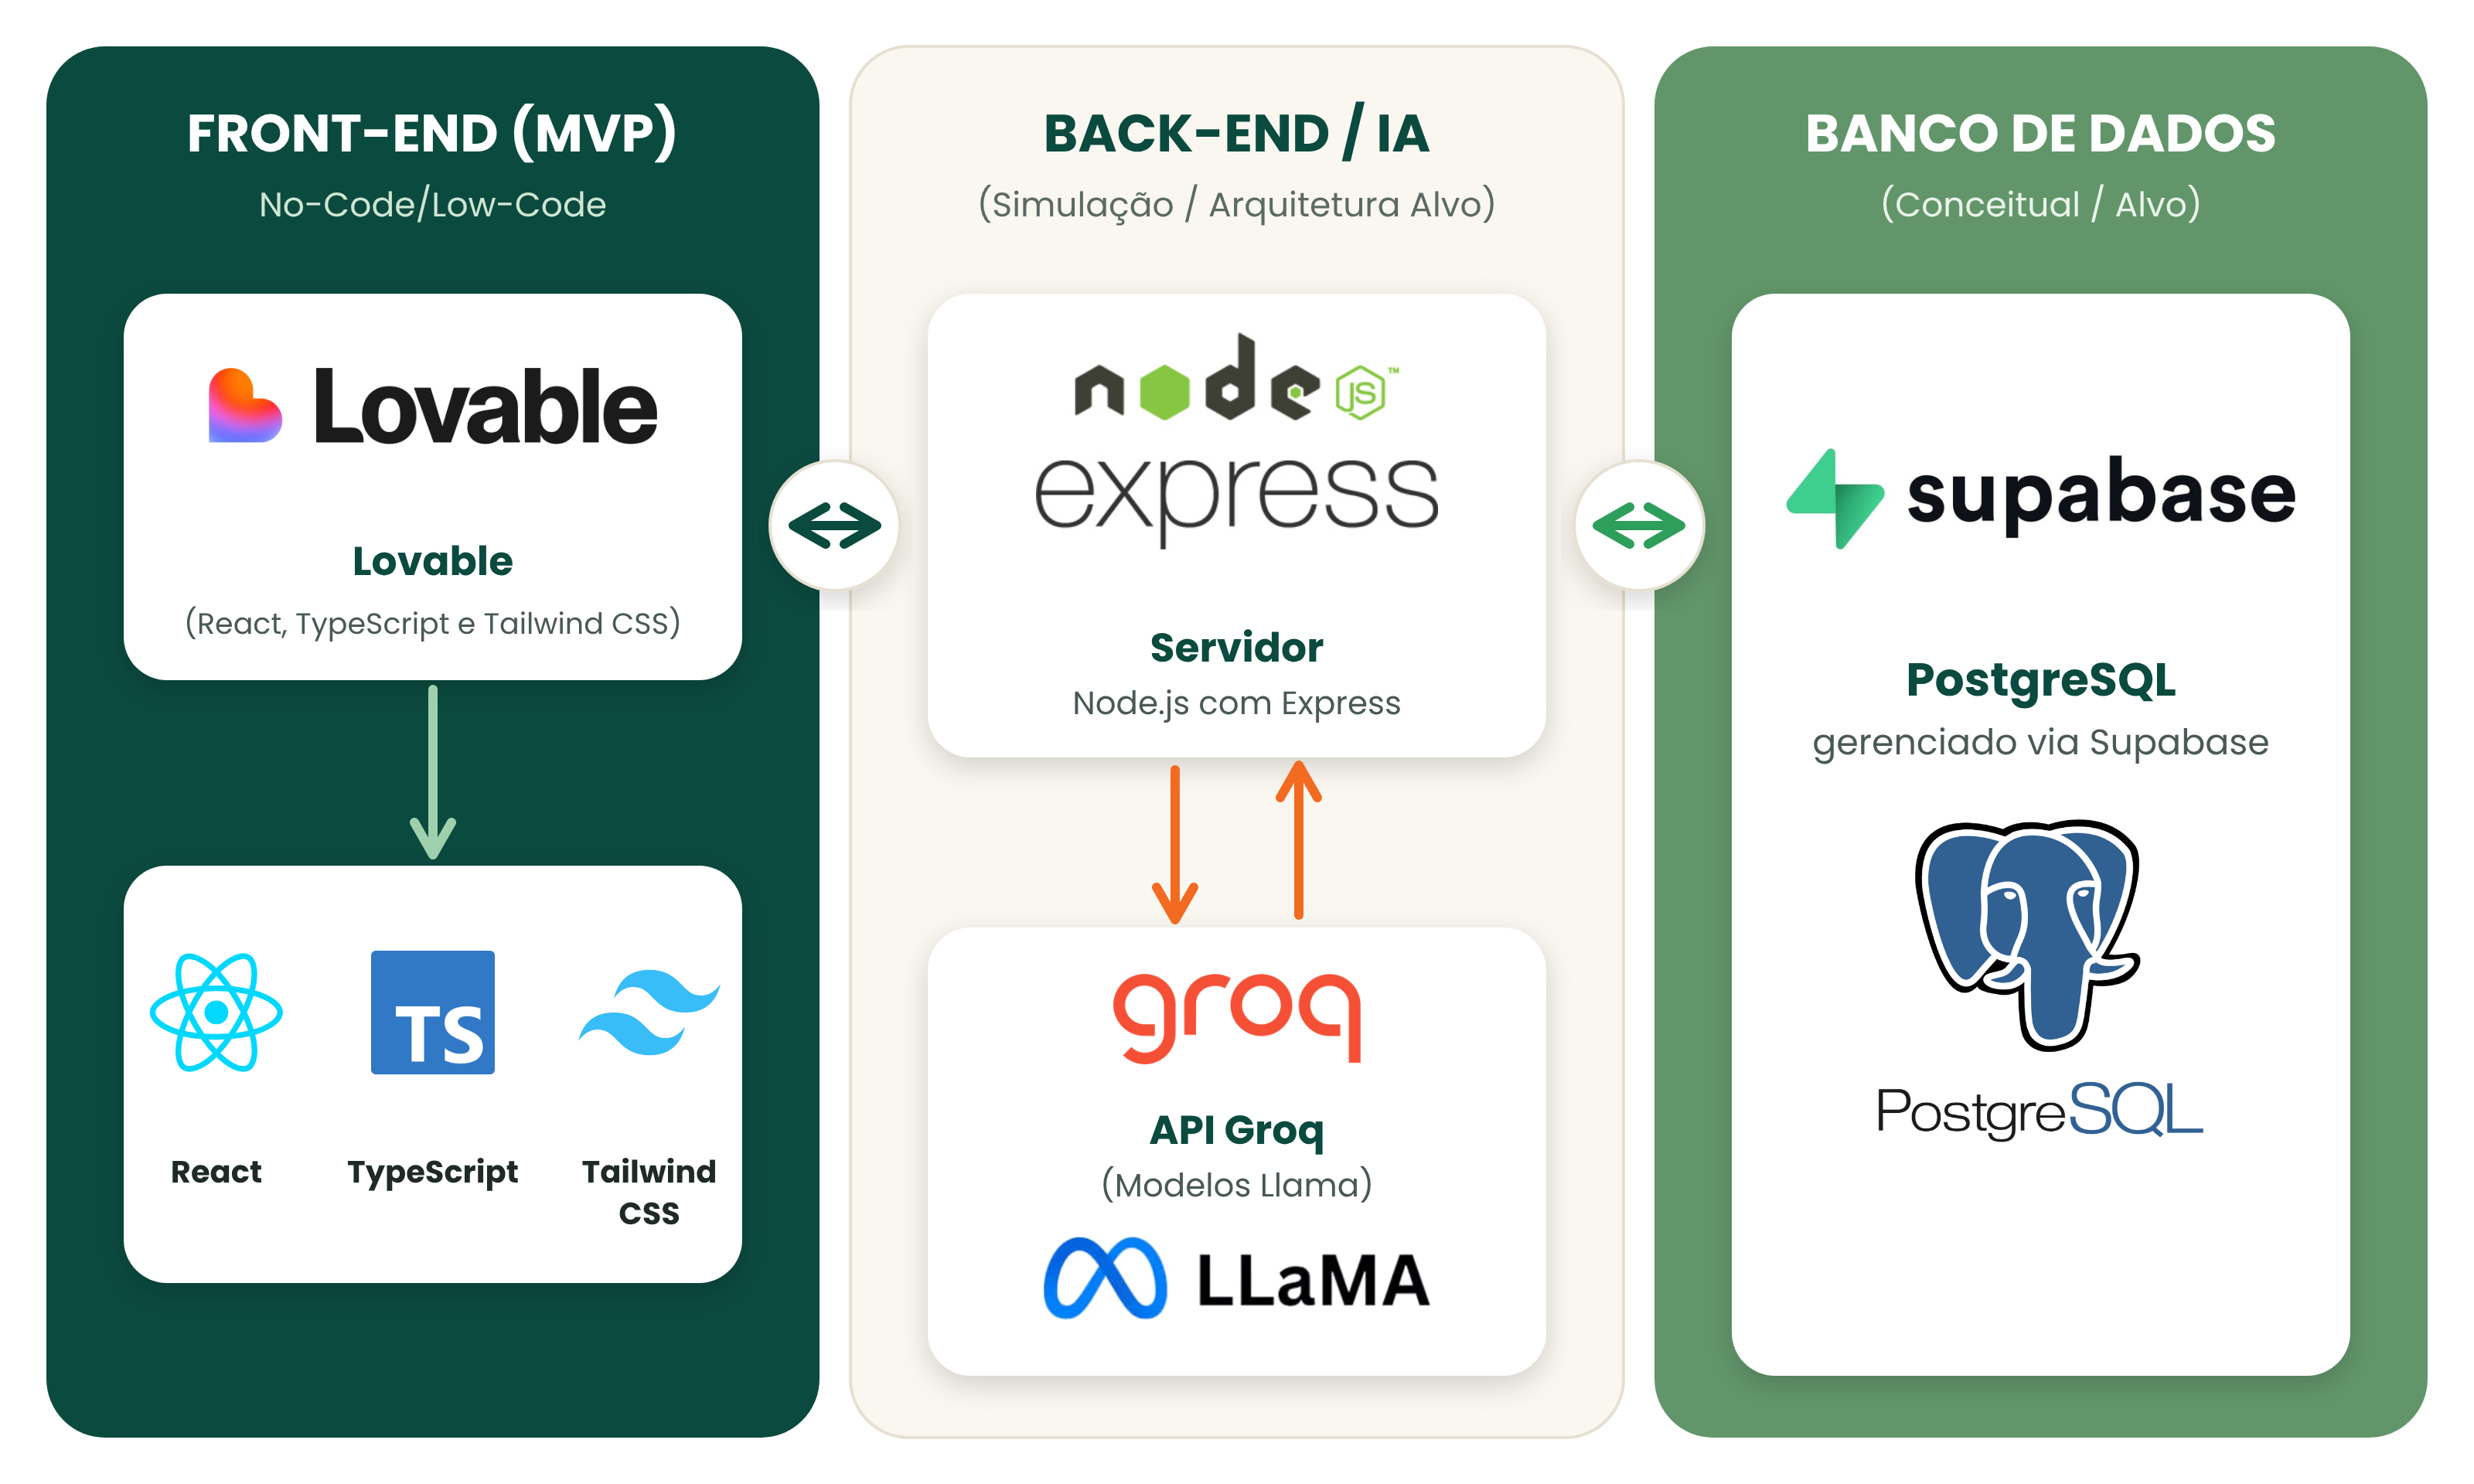 FRONT-END (MVP)
No-Code/Low-Code
Lovable
Lovable
(React, TypeScript e Tailwind CSS)
TS
React
TypeScript
Tailwind
CSS
BACK-END / IA
(Simulação / Arquitetura Alvo)
node JS™
express
Servidor
Node.js com Express
groq
API Groq
(Modelos Llama)
LLaMA
BANCO DE DADOS
(Conceitual / Alvo)
supabase
PostgreSQL
gerenciado via Supabase
PostgreSQL